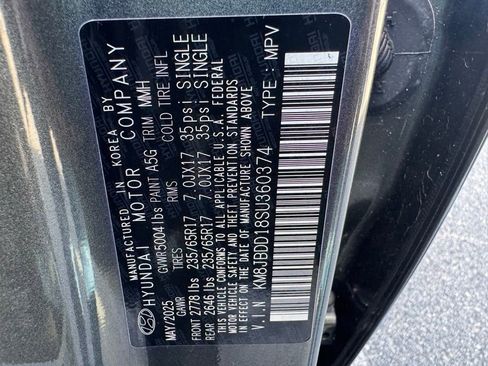 MANUFACTURED IN KOREA BY
HYUNDAI MOTOR COMPANY
MAY/2025 GVWR 5004 lbs PAINT A5G TRIM MMH
GAWR TIRES RIMS COLD TIRE INFL
FRONT 2778 lbs 235/65R17 7.0JX17 35psi SINGLE
REAR 2646 lbs 235/65R17 7.0JX17 35psi SINGLE
THIS VEHICLE CONFORMS TO ALL APPLICABLE U.S.A. FEDERAL
MOTOR VEHICLE SAFETY, BUMPER, AND THEFT PREVENTION
STANDARDS IN EFFECT ON THE DATE OF MANUFACTURE SHOWN ABOVE
V.I.N : KM8JBDD18SU360374 TYPE : MPV